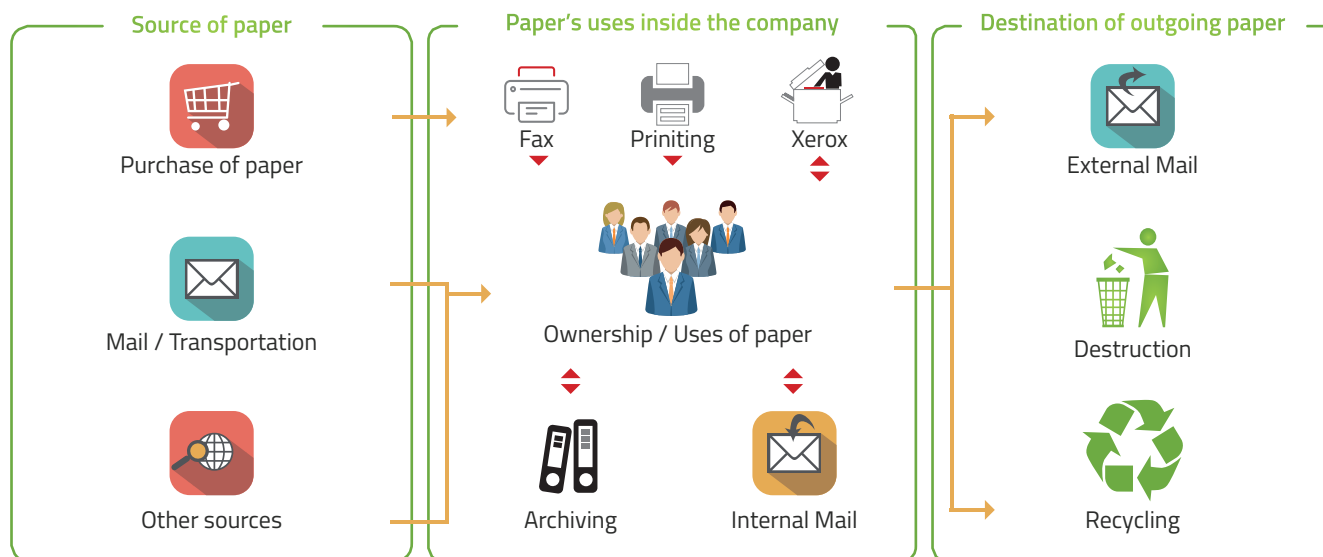 Source of paper
Purchase of paper
Mail / Transportation
Other sources
Paper's uses inside the company
Fax
Priniting
Xerox
Ownership / Uses of paper
Archiving
Internal Mail
Destination of outgoing paper
External Mail
Destruction
Recycling